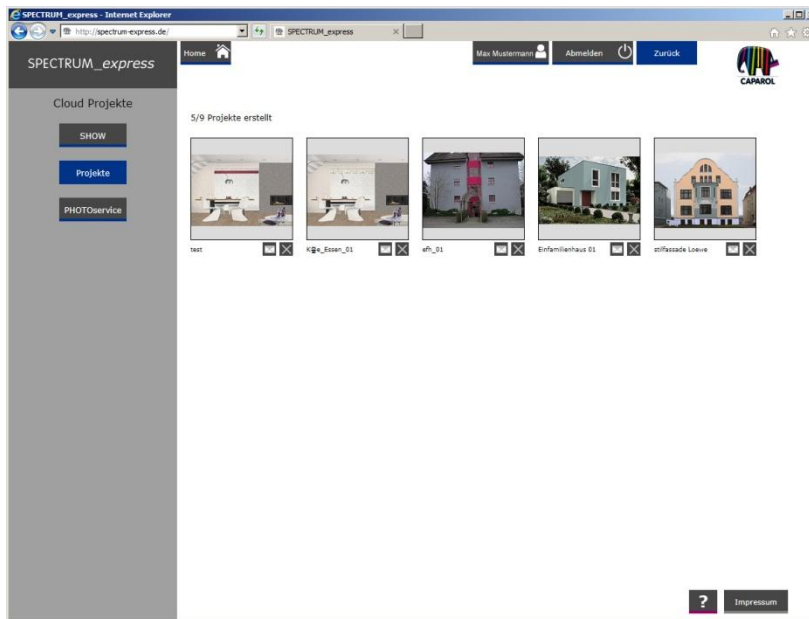 SPECTRUM_express - Internet Explorer
http://spectrum-express.de/
SPECTRUM_express
SPECTRUM_express
Home
Max Mustermann
Abmelden
Zurück
CAPAROL
Cloud Projekte
SHOW
Projekte
PHOTOservice
5/9 Projekte erstellt
test
efh_01
Einfamilienhaus 01
stilfassade Loewe
?
Impressum